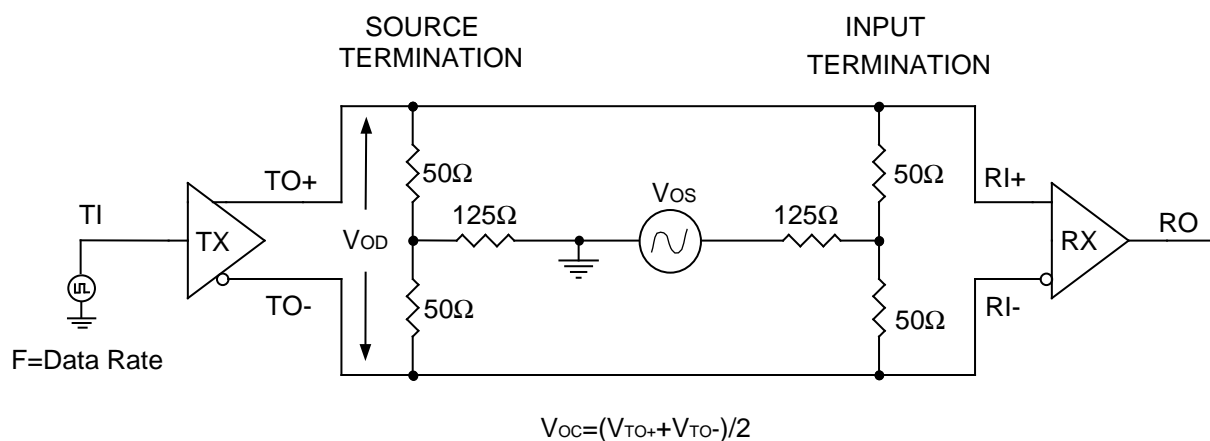 SOURCE
TERMINATION
INPUT
TERMINATION
TO+
50Ω
50Ω
RI+
TI
125Ω
VOS
125Ω
RO
TX
VOD
RX
TO-
50Ω
50Ω
RI-
F=Data Rate
VOC=(VTO++VTO-)/2